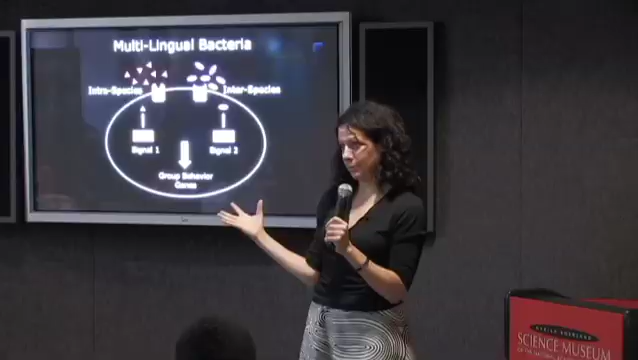 Multi-Lingual Bacteria
Intra-Species
Inter-Species
Signal 1
Signal 2
Group Behavior
Genes
SCIENCE MUSEUM